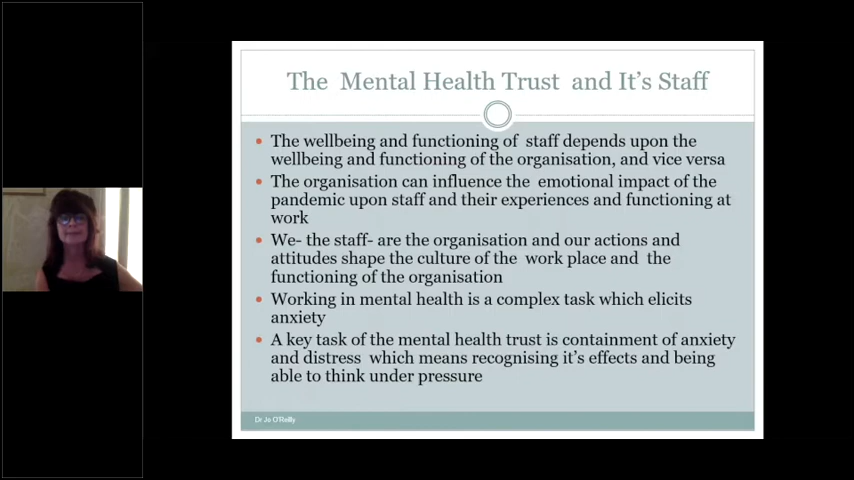 The Mental Health Trust and It's Staff
The wellbeing and functioning of staff depends upon the
wellbeing and functioning of the organisation, and vice versa
The organisation can influence the emotional impact of the
pandemic upon staff and their experiences and functioning at
work
We- the staff- are the organisation and our actions and
attitudes shape the culture of the work place and the
functioning of the organisation
Working in mental health is a complex task which elicits
anxiety
A key task of the mental health trust is containment of anxiety
and distress which means recognising it's effects and being
able to think under pressure
Dr Jo O'Reilly